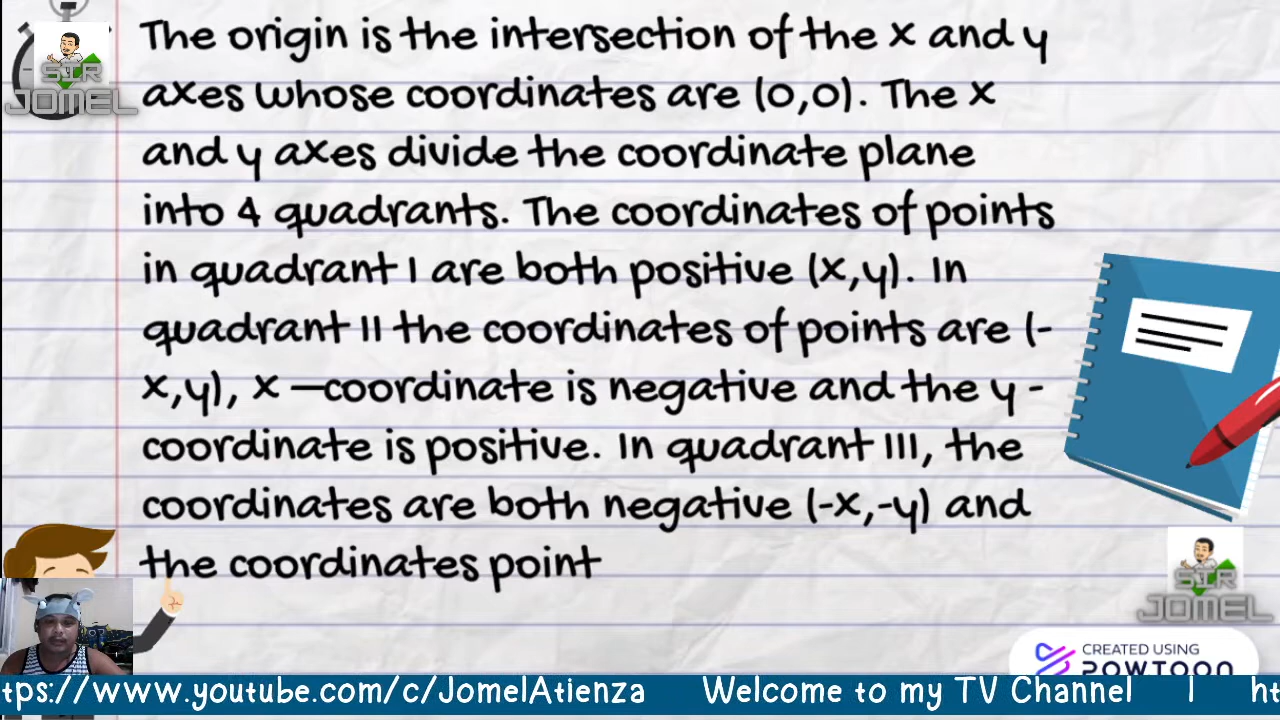 The origin is the intersection of the x and y
axes whose coordinates are (0,0). The x
and y axes divide the coordinate plane
into 4 quadrants. The coordinates of points
in quadrant I are both positive (x,y). In
quadrant II the coordinates of points are (-
x,y), x –coordinate is negative and the y -
coordinate is positive. In quadrant III, the
coordinates are both negative (-x,-y) and
the coordinates point
SIR
JOMEL
SIR
JOMEL
CREATED USING
POWTOON
tps://www.youtube.com/c/JomelAtienza Welcome to my TV Channel | ht